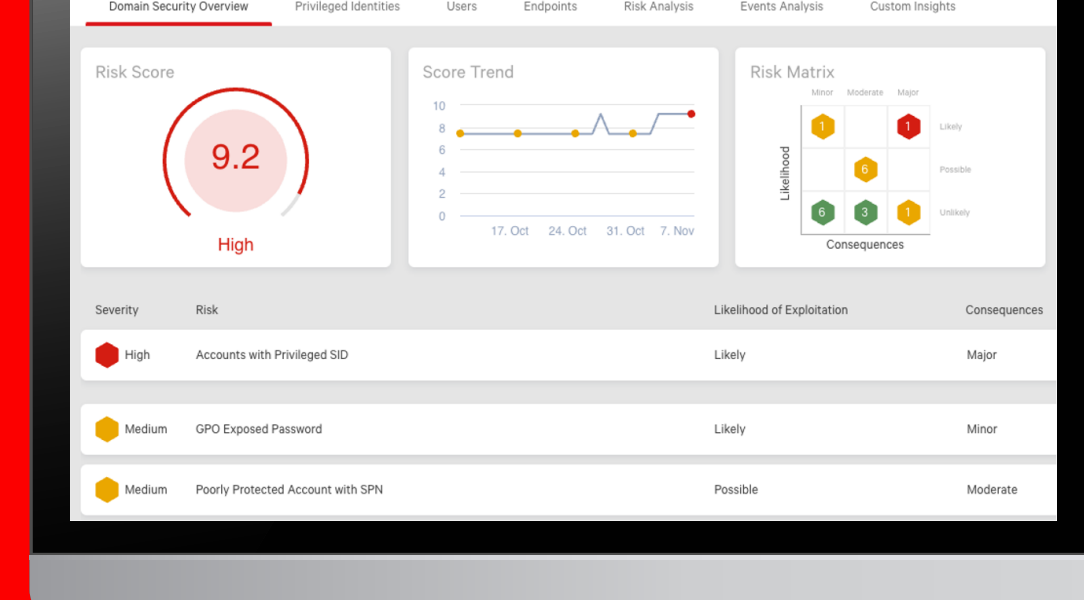 Domain Security Overview Privileged Identities Users Endpoints Risk Analysis Events Analysis Custom Insights
Risk Score
9.2
High
Score Trend
10
8
6
4
2
0
17. Oct 24. Oct 31. Oct 7. Nov
Risk Matrix
Minor Moderate Major
Likelihood
1 1 Likely
6 Possible
6 3 1 Unlikely
Consequences
Severity Risk Likelihood of Exploitation Consequences
High Accounts with Privileged SID Likely Major
Medium GPO Exposed Password Likely Minor
Medium Poorly Protected Account with SPN Possible Moderate